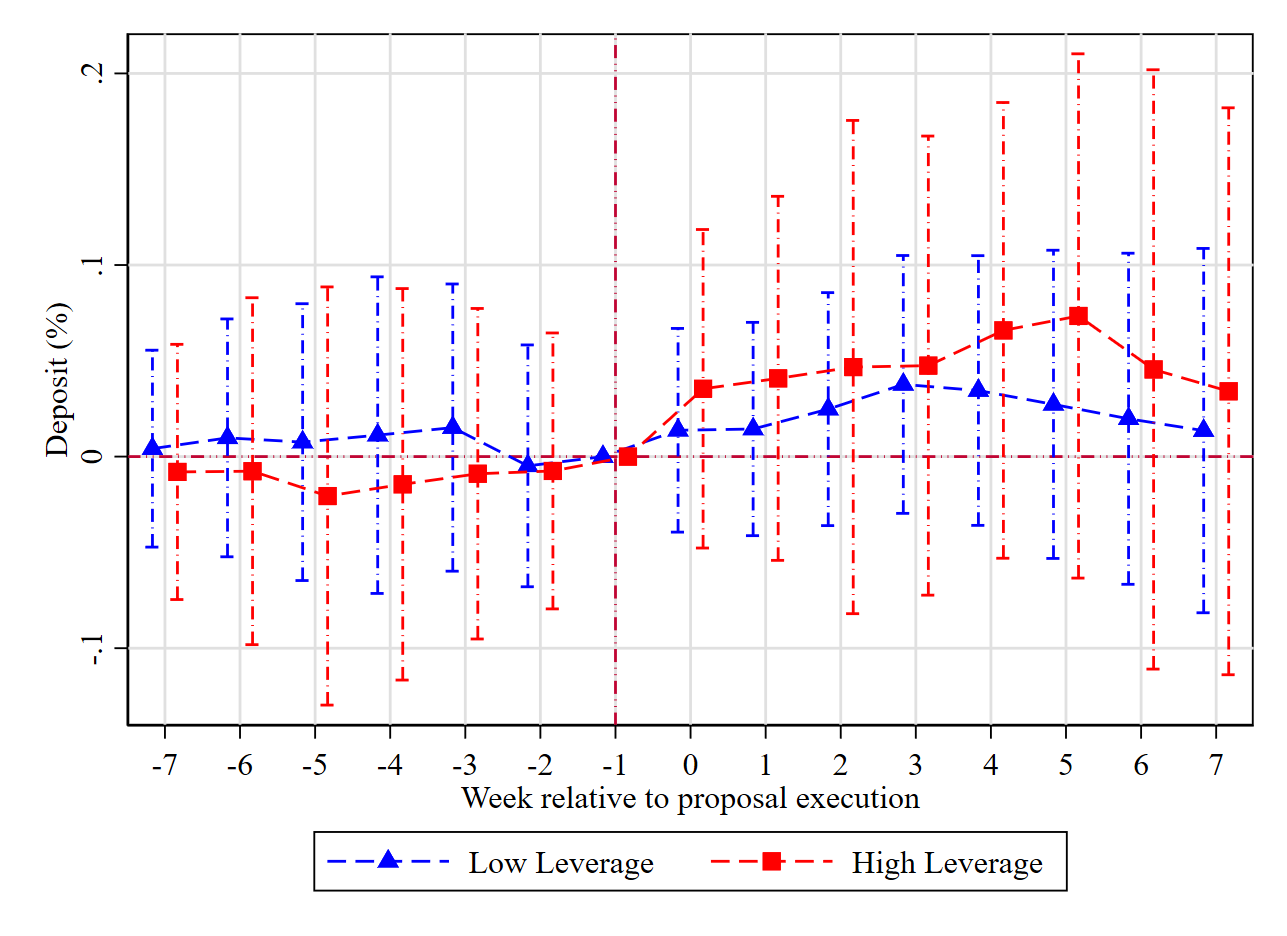 Deposit (%)
.2
.1
0
-.1
-7 -6 -5 -4 -3 -2 -1 0 1 2 3 4 5 6 7
Week relative to proposal execution
Low Leverage High Leverage